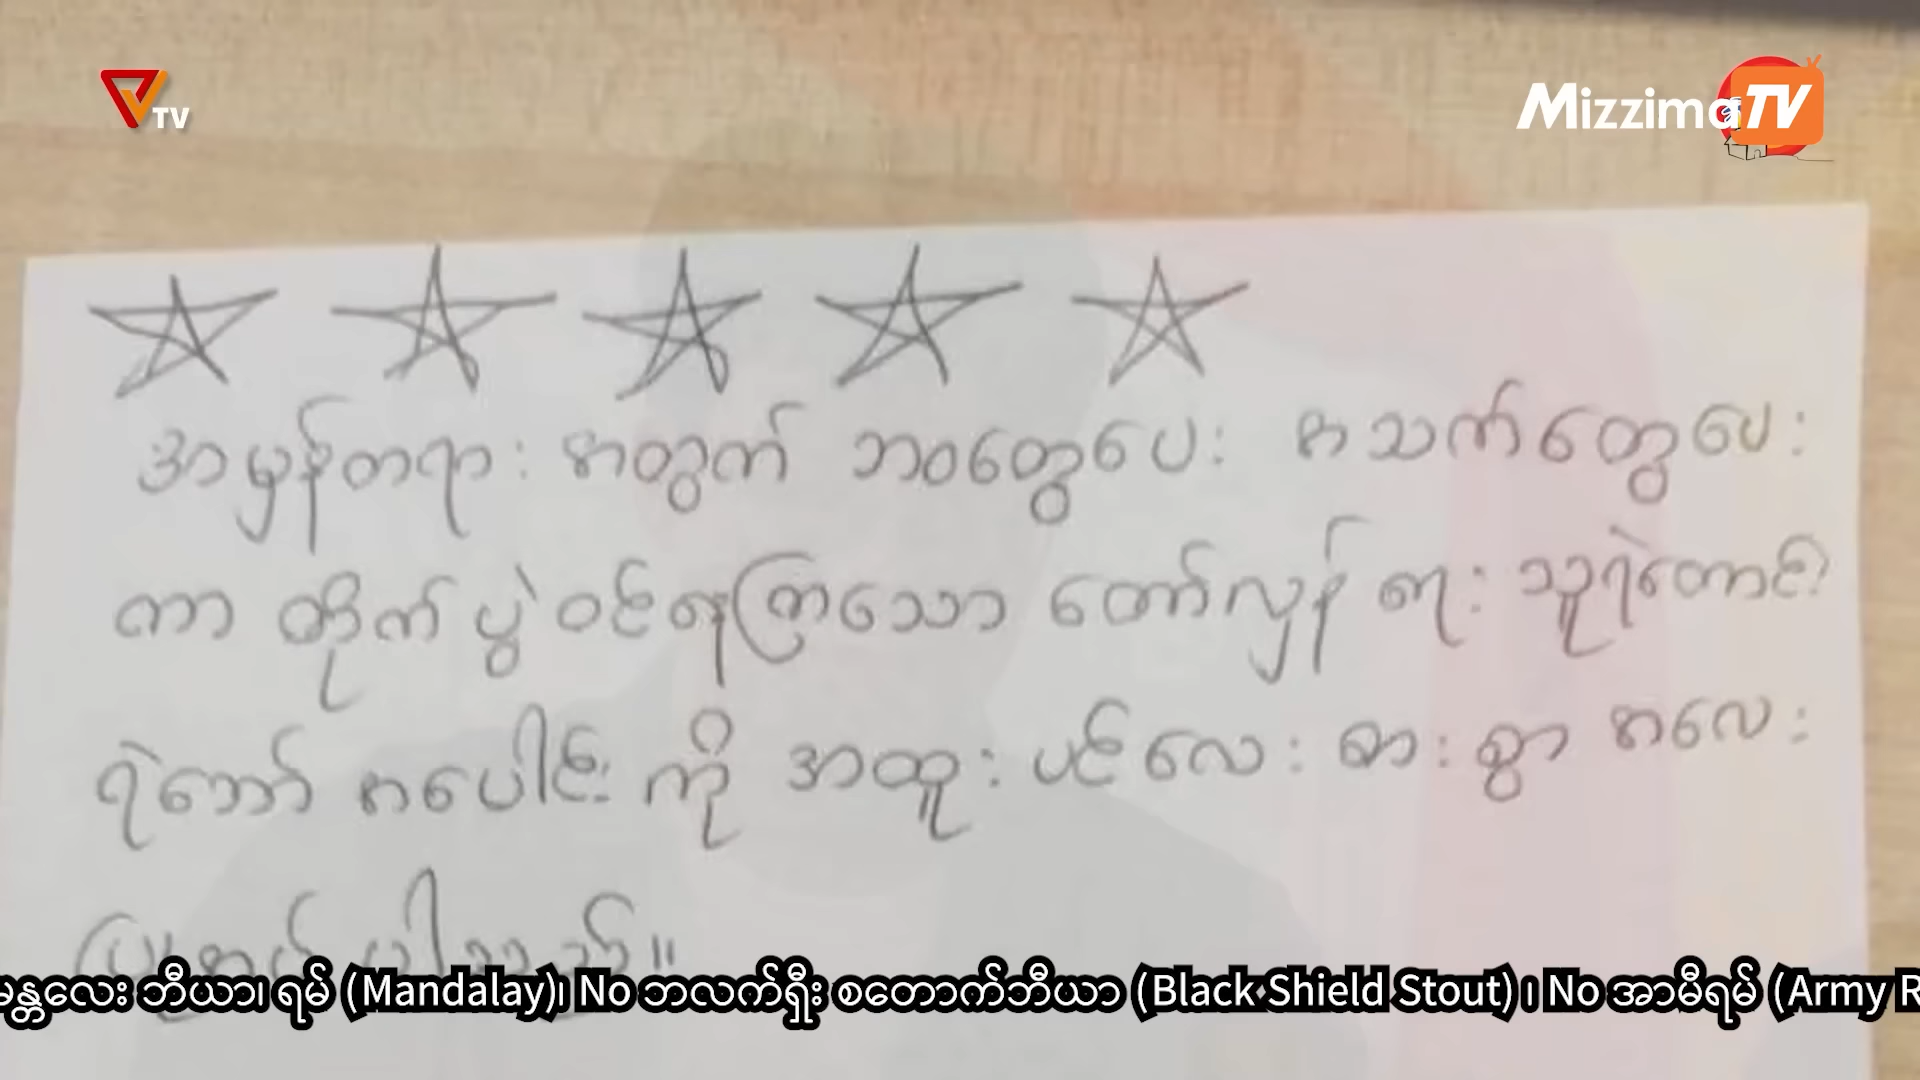 TV
MizzimaTV
အမှန်တရား အတွက် ဘဝတွေပေး အသက်တွေပေး
ကာ တိုက်ပွဲဝင်နေကြသော တော်လှန်ရေး သူရဲကောင်း
ရဲဘော် အပေါင်း ကို အထူး ပင်လေးစားစွာ အလေး
ပြုအပ်ပါသည်။
မန္တလေး ဘီယာ၊ ရမ် (Mandalay)၊ No ဘလက်ရှီး စတောက်ဘီယာ (Black Shield Stout) ၊ No အာမီရမ် (Army R